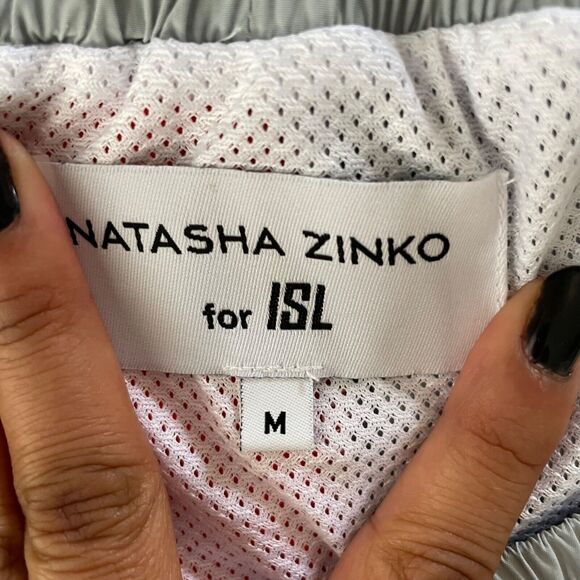 NATASHA ZINKO
for ISL
M